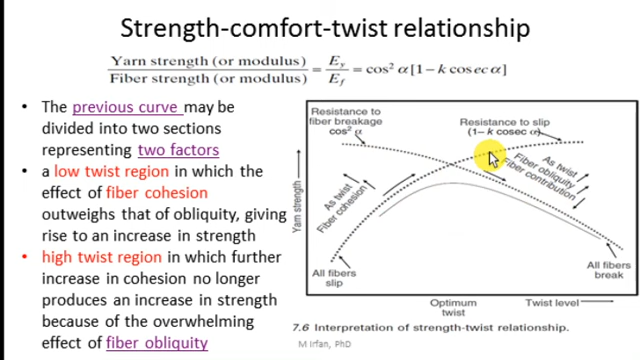 Strength-comfort-twist relationship
Yarn strength (or modulus)
Fiber strength (or modulus)
= E_y / E_f = cos² α [1 – k cosec α]
• The previous curve may be
divided into two sections
representing two factors
• a low twist region in which the
effect of fiber cohesion
outweighs that of obliquity, giving
rise to an increase in strength
• high twist region in which further
increase in cohesion no longer
produces an increase in strength
because of the overwhelming
effect of fiber obliquity
Resistance to
fiber breakage
cos² α
Resistance to slip
(1–k cosec α)
As twist
Fiber obliquity
Fiber contribution
As twist
Fiber cohesion
Yarn strength
All fibers
slip
All fibers
break
Optimum
twist
Twist level
7.6 Interpretation of strength-twist relationship.
M Irfan, PhD